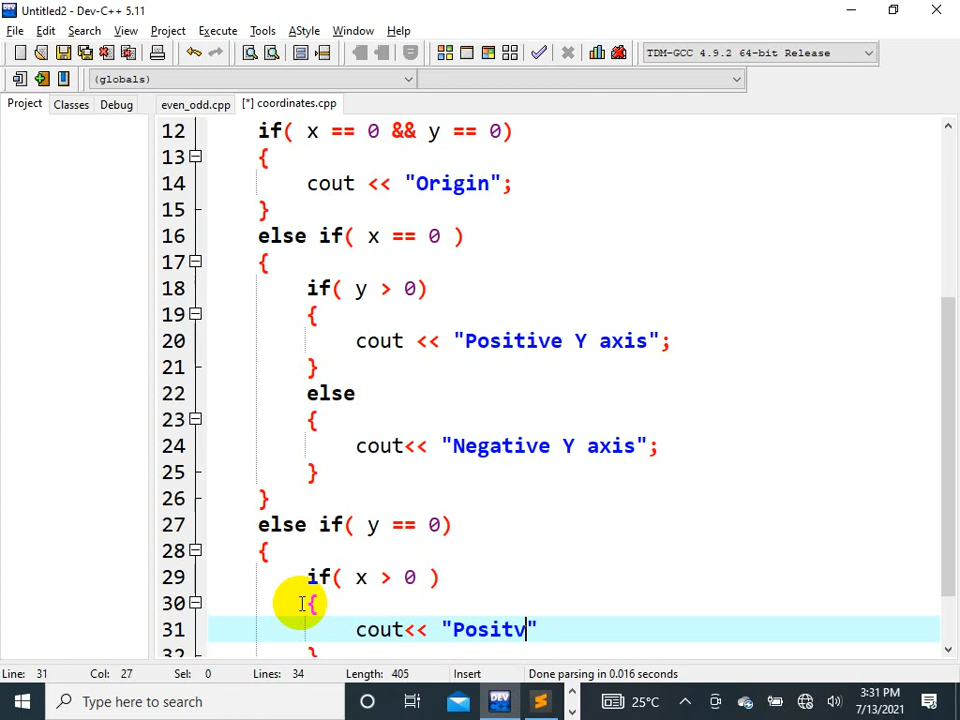 Untitled2 - Dev-C++ 5.11
File Edit Search View Project Execute Tools AStyle Window Help
TDM-GCC 4.9.2 64-bit Release
(globals)
Project Classes Debug even_odd.cpp [*] coordinates.cpp
12 if( x == 0 && y == 0)
13 {
14 cout << "Origin";
15 }
16 else if( x == 0 )
17 {
18 if( y > 0)
19 {
20 cout << "Positive Y axis";
21 }
22 else
23 {
24 cout<< "Negative Y axis";
25 }
26 }
27 else if( y == 0)
28 {
29 if( x > 0 )
30 {
31 cout<< "Positv"
32 }
Line: 31 Col: 27 Sel: 0 Lines: 34 Length: 405 Insert Done parsing in 0.016 seconds
Type here to search
25°C
3:31 PM
7/13/2021